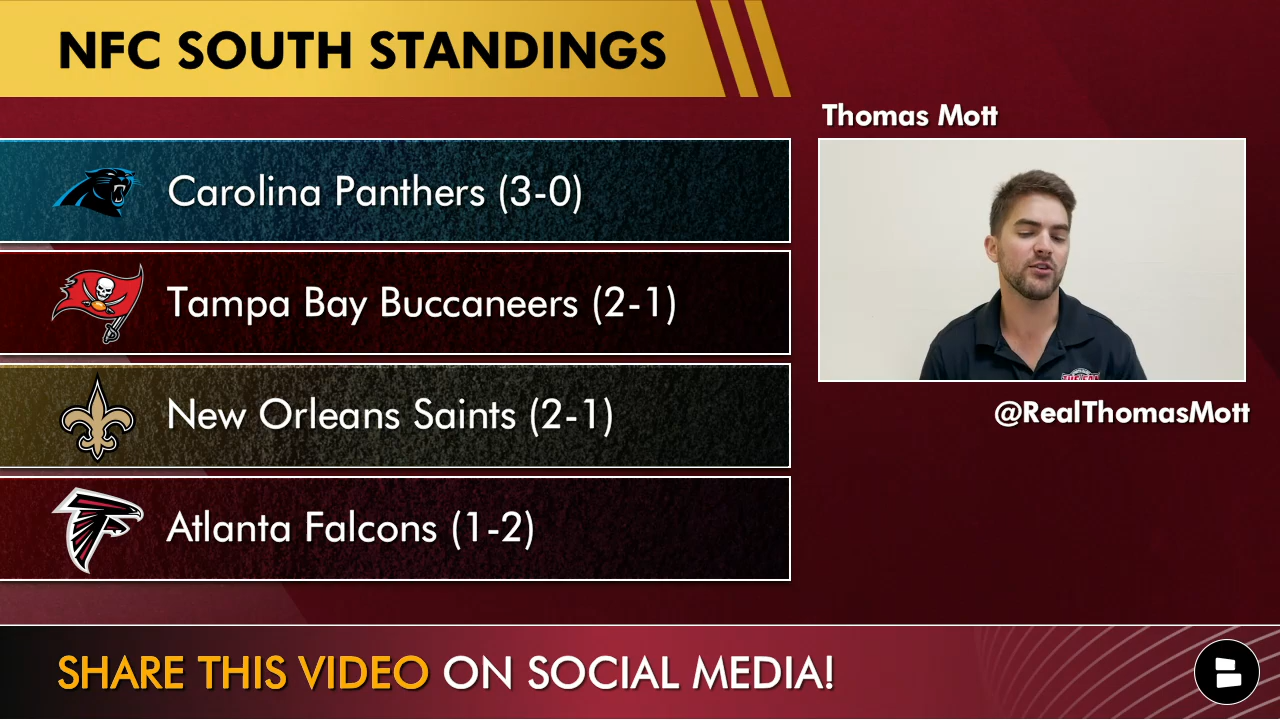 NFC SOUTH STANDINGS
Thomas Mott
Carolina Panthers (3-0)
Tampa Bay Buccaneers (2-1)
New Orleans Saints (2-1)
@RealThomasMott
Atlanta Falcons (1-2)
SHARE THIS VIDEO ON SOCIAL MEDIA!